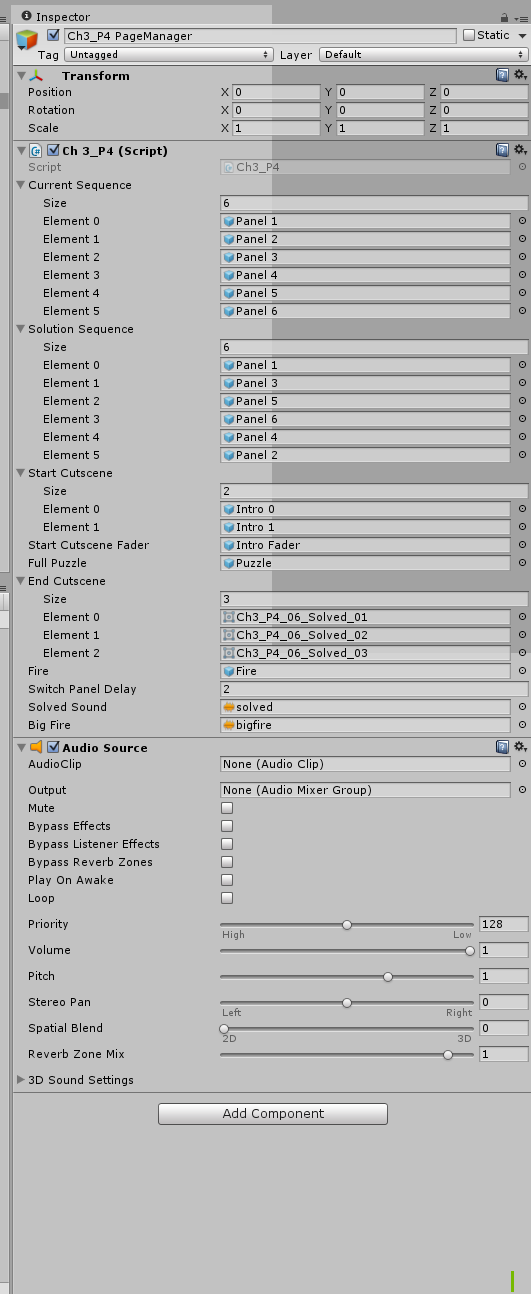 Inspector
Ch3_P4 PageManager Static
Tag Untagged Layer Default
Transform
Position X 0 Y 0 Z 0
Rotation X 0 Y 0 Z 0
Scale X 1 Y 1 Z 1
Ch 3_P4 (Script)
Script Ch3_P4
Current Sequence
Size 6
Element 0 Panel 1
Element 1 Panel 2
Element 2 Panel 3
Element 3 Panel 4
Element 4 Panel 5
Element 5 Panel 6
Solution Sequence
Size 6
Element 0 Panel 1
Element 1 Panel 3
Element 2 Panel 5
Element 3 Panel 6
Element 4 Panel 4
Element 5 Panel 2
Start Cutscene
Size 2
Element 0 Intro 0
Element 1 Intro 1
Start Cutscene Fader Intro Fader
Full Puzzle Puzzle
End Cutscene
Size 3
Element 0 Ch3_P4_06_Solved_01
Element 1 Ch3_P4_06_Solved_02
Element 2 Ch3_P4_06_Solved_03
Fire Fire
Switch Panel Delay 2
Solved Sound solved
Big Fire bigfire
Audio Source
AudioClip None (Audio Clip)
Output None (Audio Mixer Group)
Mute
Bypass Effects
Bypass Listener Effects
Bypass Reverb Zones
Play On Awake
Loop
Priority 128
High Low
Volume 1
Pitch 1
Stereo Pan 0
Left Right
Spatial Blend 0
2D 3D
Reverb Zone Mix 1
3D Sound Settings
Add Component